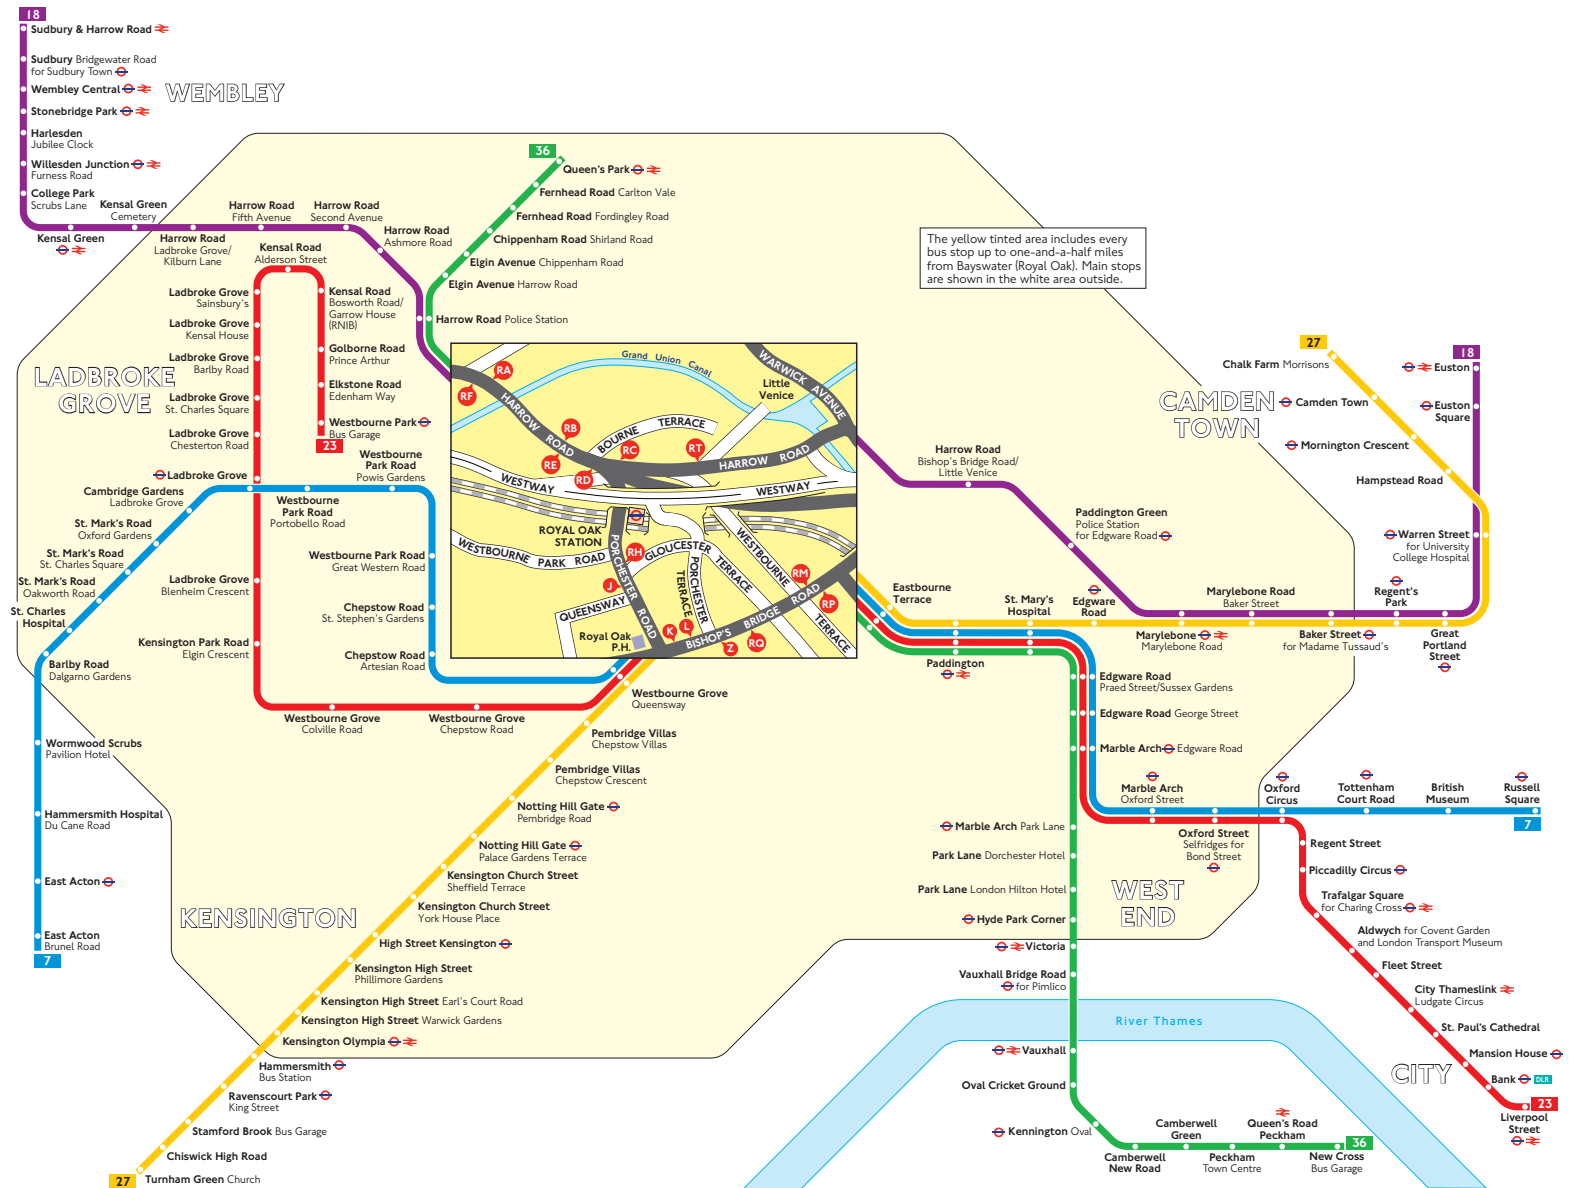 18
Sudbury & Harrow Road
Sudbury Bridgewater Road
for Sudbury Town
Wembley Central
Stonebridge Park
Harlesden
Jubilee Clock
Willesden Junction
Furness Road
College Park
Scrubs Lane
WEMBLEY
Kensal Green
Cemetery
Kensal Green
Harrow Road
Ladbroke Grove/
Kilburn Lane
Harrow Road
Fifth Avenue
Harrow Road
Second Avenue
Harrow Road
Ashmore Road
36
Queen's Park
Fernhead Road Carlton Vale
Fernhead Road Fordingley Road
Chippenham Road Shirland Road
Elgin Avenue Chippenham Road
Elgin Avenue Harrow Road
Harrow Road Police Station
The yellow tinted area includes every
bus stop up to one-and-a-half miles
from Bayswater (Royal Oak). Main stops
are shown in the white area outside.
Kensal Road
Alderson Street
Ladbroke Grove
Sainsbury's
Ladbroke Grove
Kensal House
Ladbroke Grove
Barlby Road
Ladbroke Grove
St. Charles Square
Ladbroke Grove
Chesterton Road
Ladbroke Grove
Kensal Road
Bosworth Road/
Garrow House
(RNIB)
Golborne Road
Prince Arthur
Elkstone Road
Edenham Way
Westbourne Park
Bus Garage
23
LADBROKE
GROVE
Westbourne
Park Road
Powis Gardens
Westbourne
Park Road
Portobello Road
Cambridge Gardens
Ladbroke Grove
St. Mark's Road
Oxford Gardens
St. Mark's Road
St. Charles Square
St. Mark's Road
Oakworth Road
St. Charles
Hospital
Barlby Road
Dalgarno Gardens
Wormwood Scrubs
Pavilion Hotel
Hammersmith Hospital
Du Cane Road
East Acton
East Acton
Brunel Road
7
Ladbroke Grove
Blenheim Crescent
Kensington Park Road
Elgin Crescent
Westbourne Park Road
Great Western Road
Chepstow Road
St. Stephen's Gardens
Chepstow Road
Artesian Road
Westbourne Grove
Colville Road
Westbourne Grove
Chepstow Road
Grand Union Canal
Little
Venice
WARWICK AVENUE
HARROW ROAD
BOURNE TERRACE
HARROW ROAD
WESTWAY
WESTWAY
ROYAL OAK
STATION
WESTBOURNE PARK ROAD
PORCHESTER ROAD
GLOUCESTER TERRACE
PORCHESTER
TERRACE
WESTBOURNE TERRACE
QUEENSWAY
BISHOP'S BRIDGE ROAD
Royal Oak
P.H.
RA
RF
RB
RE
RC
RD
RT
RH
J
K
L
Z
RQ
RM
RP
Westbourne Grove
Queensway
Pembridge Villas
Chepstow Villas
Pembridge Villas
Chepstow Crescent
Notting Hill Gate
Pembridge Road
Notting Hill Gate
Palace Gardens Terrace
Kensington Church Street
Sheffield Terrace
Kensington Church Street
York House Place
High Street Kensington
Kensington High Street
Phillimore Gardens
Kensington High Street Earl's Court Road
Kensington High Street Warwick Gardens
Kensington Olympia
Hammersmith
Bus Station
Ravenscourt Park
King Street
Stamford Brook Bus Garage
Chiswick High Road
27
Turnham Green Church
KENSINGTON
27
Chalk Farm Morrisons
Camden Town
Mornington Crescent
Hampstead Road
CAMDEN
TOWN
18
Euston
Euston
Square
Warren Street
for University
College Hospital
Harrow Road
Bishop's Bridge Road/
Little Venice
Paddington Green
Police Station
for Edgware Road
Eastbourne
Terrace
St. Mary's
Hospital
Edgware
Road
Marylebone Road
Baker Street
Regent's
Park
Paddington
Marylebone
Marylebone Road
Baker Street
for Madame Tussaud's
Great
Portland
Street
Edgware Road
Praed Street/Sussex Gardens
Edgware Road George Street
Marble Arch Edgware Road
Marble Arch
Oxford Street
Oxford
Circus
Tottenham
Court Road
British
Museum
Russell
Square
7
Oxford Street
Selfridges for
Bond Street
Marble Arch Park Lane
Park Lane Dorchester Hotel
Park Lane London Hilton Hotel
Hyde Park Corner
Victoria
Vauxhall Bridge Road
for Pimlico
WEST
END
Regent Street
Piccadilly Circus
Trafalgar Square
for Charing Cross
Aldwych for Covent Garden
and London Transport Museum
Fleet Street
City Thameslink
Ludgate Circus
St. Paul's Cathedral
Mansion House
Bank DLR
CITY
23
Liverpool
Street
River Thames
Vauxhall
Oval Cricket Ground
Kennington Oval
Camberwell
New Road
Camberwell
Green
Peckham
Town Centre
Queen's Road
Peckham
New Cross
Bus Garage
36